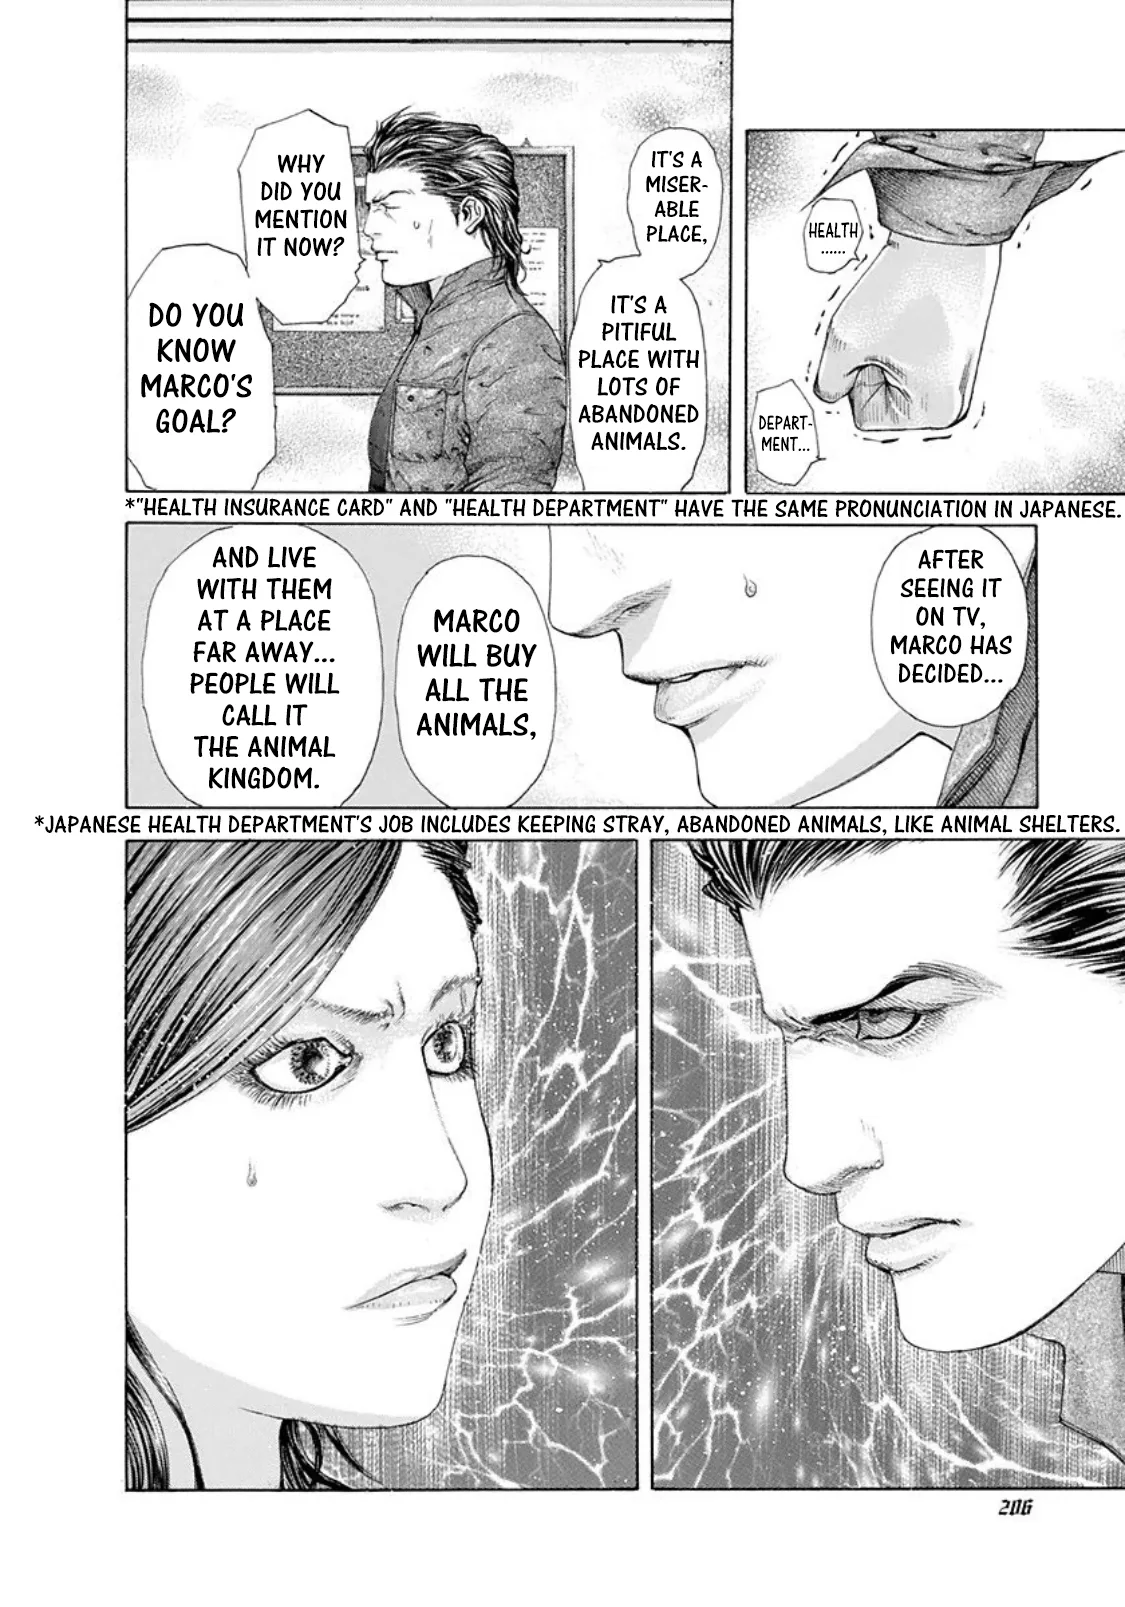 HEALTH
......
DEPART-
MENT...
IT'S A
MISER-
ABLE
PLACE,
IT'S A
PITIFUL
PLACE WITH
LOTS OF
ABANDONED
ANIMALS.
WHY
DID YOU
MENTION
IT NOW?
DO YOU
KNOW
MARCO'S
GOAL?
*"HEALTH INSURANCE CARD" AND "HEALTH DEPARTMENT" HAVE THE SAME PRONUNCIATION IN JAPANESE.
AFTER
SEEING IT
ON TV,
MARCO HAS
DECIDED...
MARCO
WILL BUY
ALL THE
ANIMALS,
AND LIVE
WITH THEM
AT A PLACE
FAR AWAY...
PEOPLE WILL
CALL IT
THE ANIMAL
KINGDOM.
*JAPANESE HEALTH DEPARTMENT'S JOB INCLUDES KEEPING STRAY, ABANDONED ANIMALS, LIKE ANIMAL SHELTERS.
206